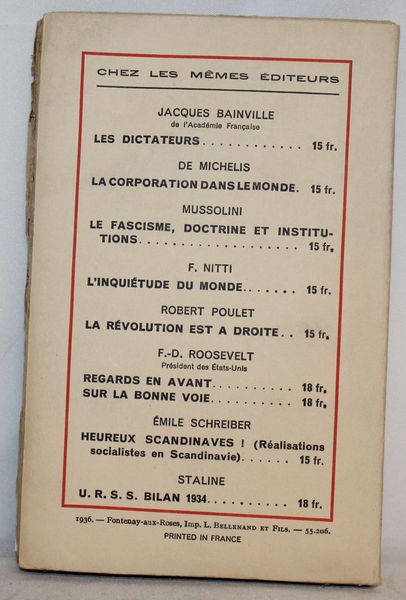 CHEZ LES MÊMES ÉDITEURS
JACQUES BAINVILLE
de l'Académie Française
LES DICTATEURS............ 15 fr.
DE MICHELIS
LA CORPORATION DANS LE MONDE. 15 fr.
MUSSOLINI
LE FASCISME, DOCTRINE ET INSTITU-
TIONS................... 15 fr.
F. NITTI
L'INQUIÉTUDE DU MONDE....... 15 fr.
ROBERT POULET
LA RÉVOLUTION EST A DROITE.. 15 fr.
F.-D. ROOSEVELT
Président des États-Unis
REGARDS EN AVANT.......... 18 fr.
SUR LA BONNE VOIE.......... 18 fr.
ÉMILE SCHREIBER
HEUREUX SCANDINAVES ! (Réalisations
socialistes en Scandinavie)...... 15 fr.
STALINE
U. R. S. S. BILAN 1934........... 18 fr.
1936. — Fontenay-aux-Roses, Imp. L. BELLENAND ET FILS. — 55.206.
PRINTED IN FRANCE